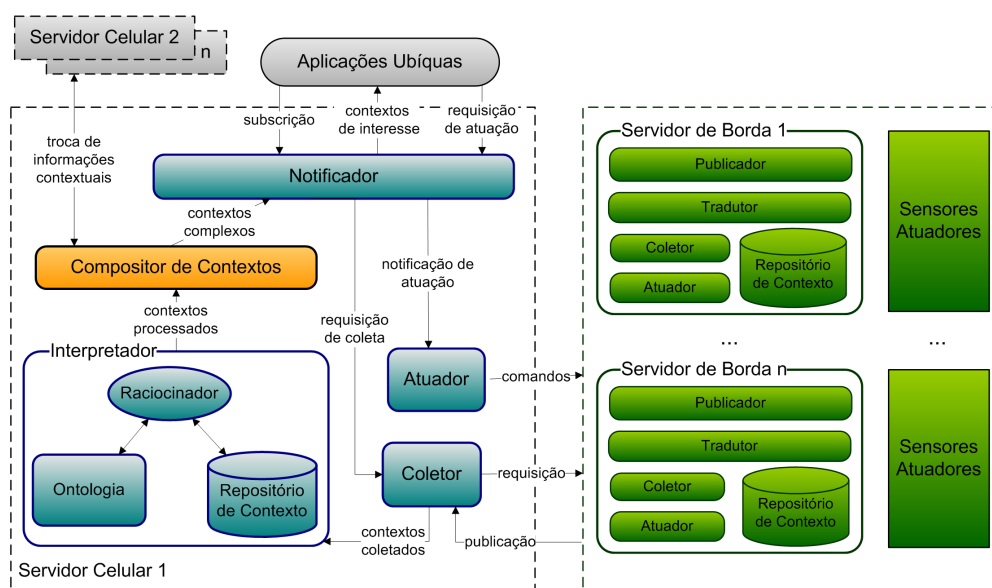 Servidor Celular 2
n
Aplicações Ubíquas
troca de
informações
contextuais
subscrição
contextos
de interesse
requisição
de atuação
Notificador
contextos
complexos
Compositor de Contextos
notificação de
atuação
contextos
processados
requisição
de coleta
Interpretador
Raciocinador
Ontologia
Repositório
de Contexto
Atuador
comandos
Coletor
requisição
contextos
coletados
publicação
Servidor Celular 1
Servidor de Borda 1
Publicador
Tradutor
Coletor
Atuador
Repositório
de Contexto
Sensores
Atuadores
...
...
Servidor de Borda n
Publicador
Tradutor
Coletor
Atuador
Repositório
de Contexto
Sensores
Atuadores